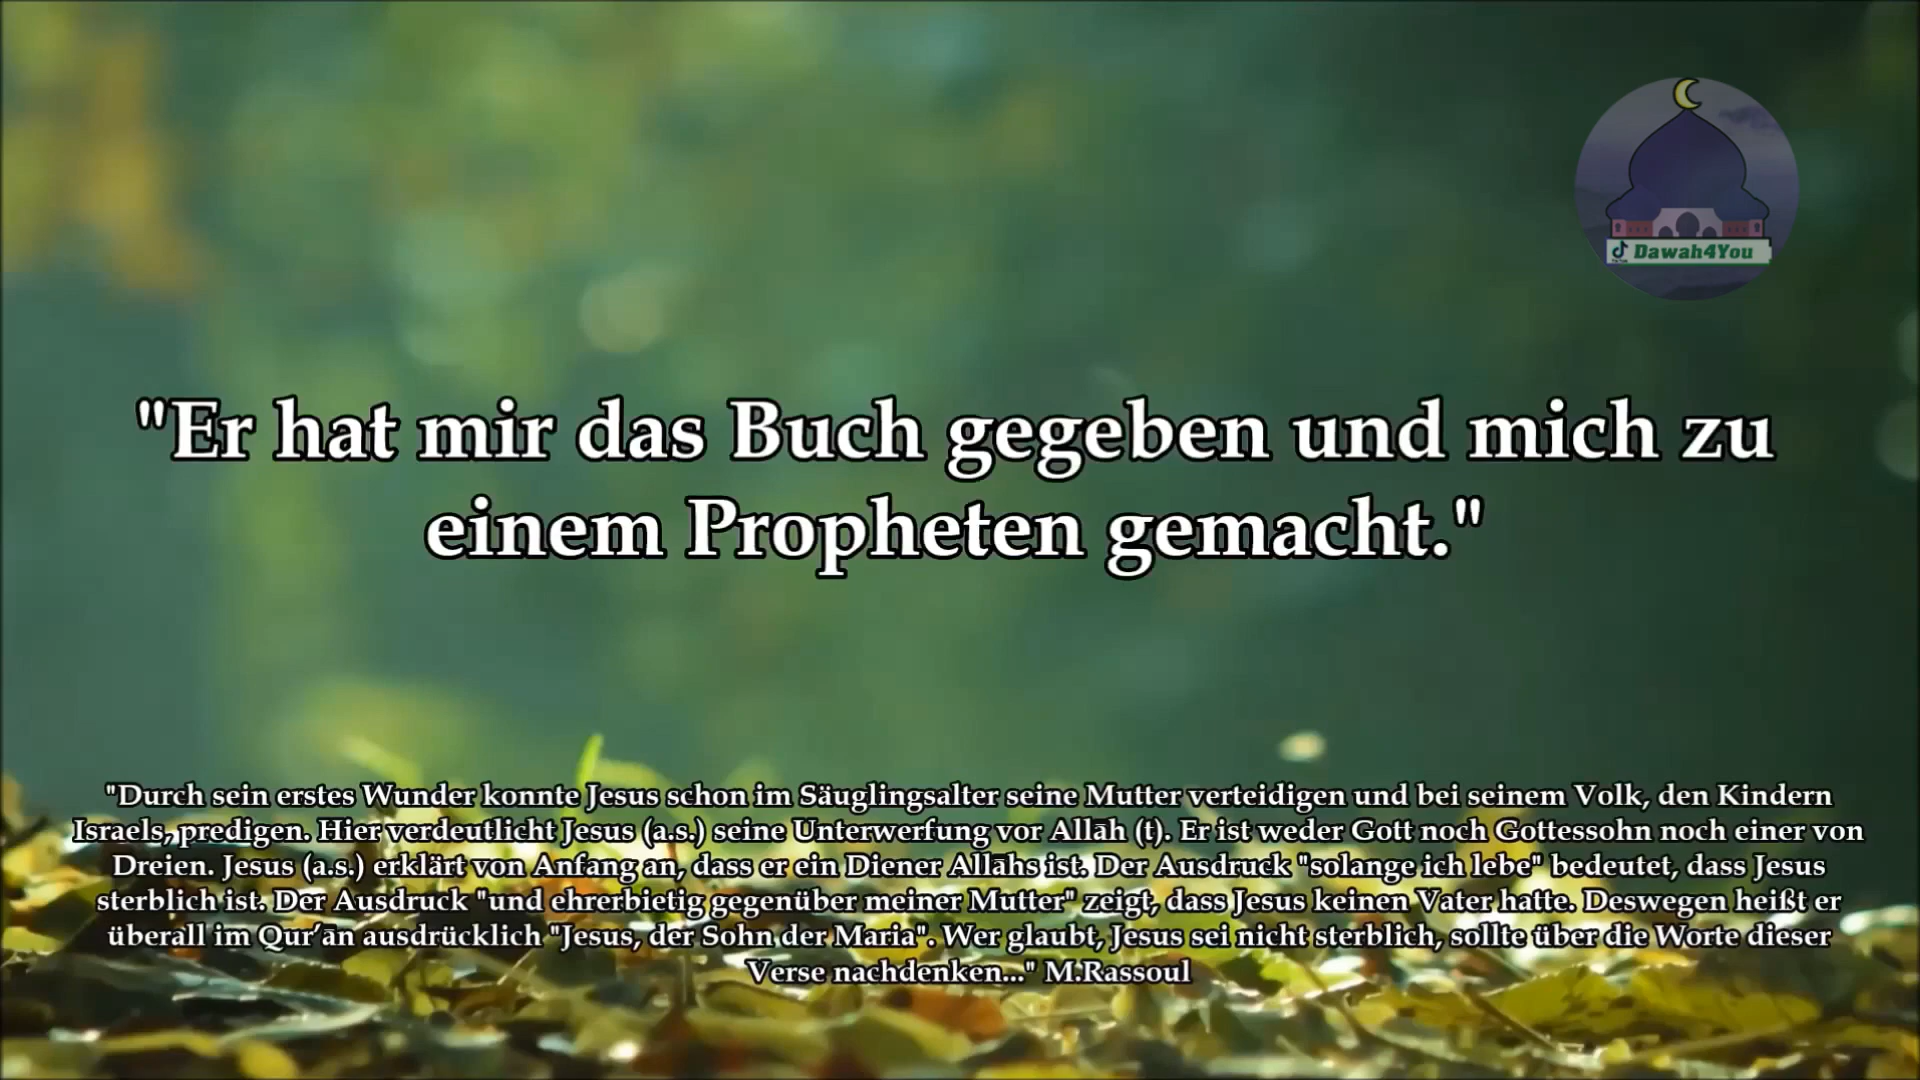 Dawah4You
"Er hat mir das Buch gegeben und mich zu
einem Propheten gemacht."
"Durch sein erstes Wunder konnte Jesus schon im Säuglingsalter seine Mutter verteidigen und bei seinem Volk, den Kindern
Israels, predigen. Hier verdeutlicht Jesus (a.s.) seine Unterwerfung vor Allāh (t). Er ist weder Gott noch Gottessohn noch einer von
Dreien. Jesus (a.s.) erklärt von Anfang an, dass er ein Diener Allāhs ist. Der Ausdruck "solange ich lebe" bedeutet, dass Jesus
sterblich ist. Der Ausdruck "und ehrerbietig gegenüber meiner Mutter" zeigt, dass Jesus keinen Vater hatte. Deswegen heißt er
überall im Qur’ān ausdrücklich "Jesus, der Sohn der Maria". Wer glaubt, Jesus sei nicht sterblich, sollte über die Worte dieser
Verse nachdenken..." M.Rassoul